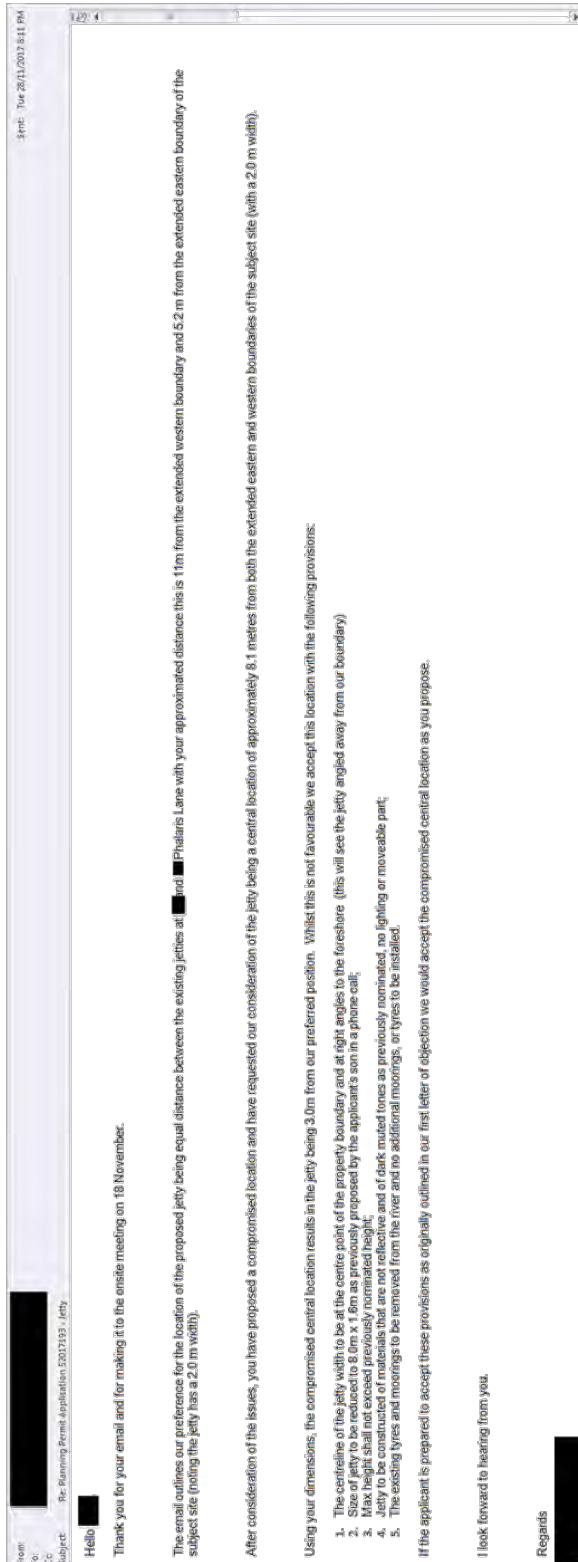 From:
To:
Cc:
Sent: Tue 28/11/2017 8:11 PM
Subject: Re: Planning Permit Application 52017193 - Jetty
Hello
Thank you for your email and for making it to the onsite meeting on 18 November.
The email outlines our preference for the location of the proposed jetty being equal distance between the existing jetties at and Phalaris Lane with your approximated distance this is 11m from the extended western boundary and 5.2 m from the extended eastern boundary of the
subject site (noting the jetty has a 2.0 m width).
After consideration of the issues, you have proposed a compromised location and have requested our consideration of the jetty being a central location of approximately 8.1 metres from both the extended eastern and western boundaries of the subject site (with a 2.0 m width).
Using your dimensions, the compromised central location results in the jetty being 3.0m from our preferred position. Whilst this is not favourable we accept this location with the following provisions:
1. The centreline of the jetty width to be at the centre point of the property boundary and at right angles to the foreshore (this will see the jetty angled away from our boundary)
2. Size of jetty to be reduced to 8.0m x 1.6m as previously proposed by the applicant's son in a phone call;
3. Max height shall not exceed previously nominated height;
4. Jetty to be constructed of materials that are not reflective and of dark muted tones as previously nominated, no lighting or moveable part;
5. The existing tyres and moorings to be removed from the river and no additional moorings, or tyres to be installed.
If the applicant is prepared to accept these provisions as originally outlined in our first letter of objection we would accept the compromised central location as you propose.
I look forward to hearing from you.
Regards